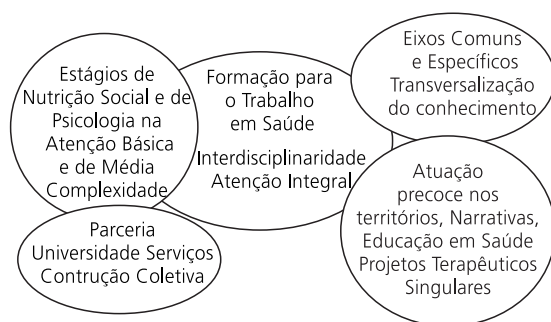 Estágios de
Nutrição Social e de
Psicologia na
Atenção Básica
e de Média
Complexidade
Parceria
Universidade Serviços
Contrução Coletiva
Formação para
o Trabalho
em Saúde
Interdisciplinaridade
Atenção Integral
Eixos Comuns
e Específicos
Transversalização
do conhecimento
Atuação
precoce nos
territórios, Narrativas,
Educação em Saúde
Projetos Terapêuticos
Singulares